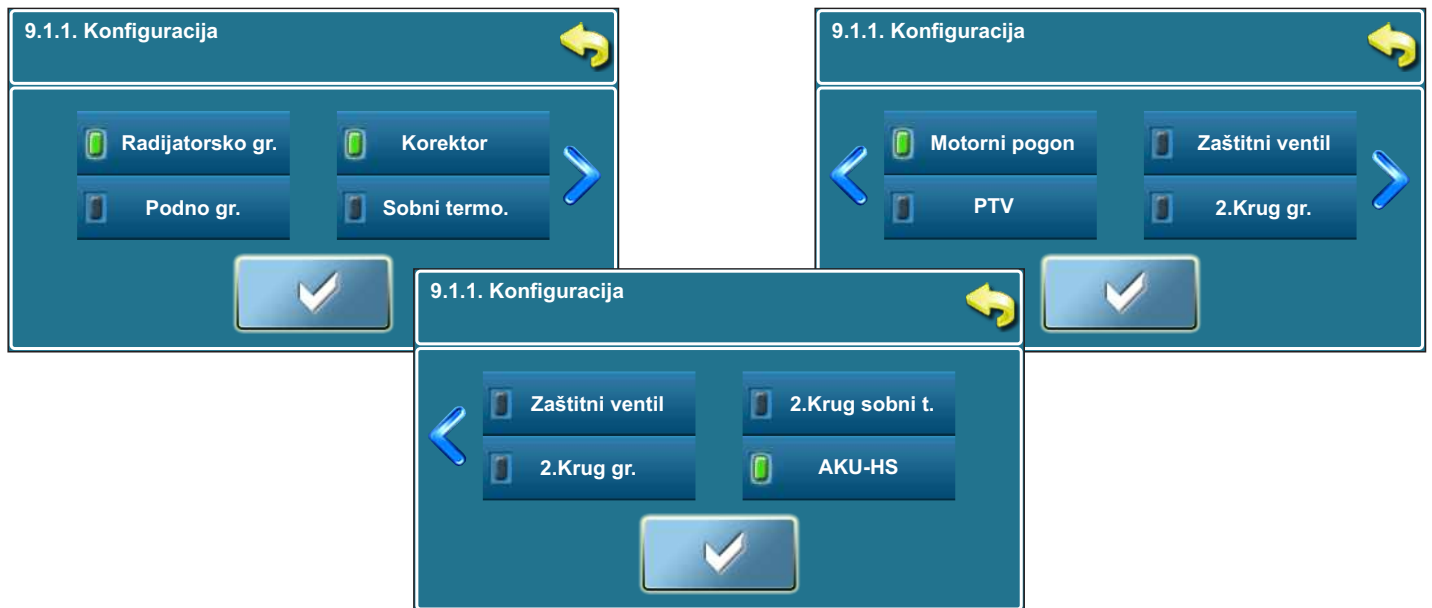 9.1.1. Konfiguracija
Radijatorsko gr.
Korektor
Podno gr.
Sobni termo.
9.1.1. Konfiguracija
Motorni pogon
Zaštitni ventil
PTV
2.Krug gr.
9.1.1. Konfiguracija
Zaštitni ventil
2.Krug sobni t.
2.Krug gr.
AKU-HS